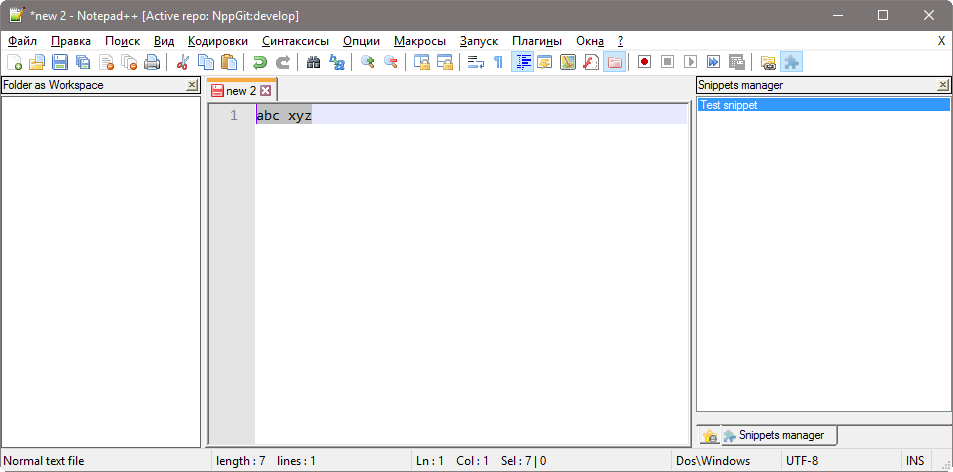 *new 2 - Notepad++ [Active repo: NppGit:develop]
Файл Правка Поиск Вид Кодировки Синтаксисы Опции Макросы Запуск Плагины Окна ? X
Folder as Workspace
new 2
Snippets manager
1 abc xyz
Test snippet
Snippets manager
Normal text file length : 7 lines : 1 Ln : 1 Col : 1 Sel : 7 | 0 Dos\Windows UTF-8 INS